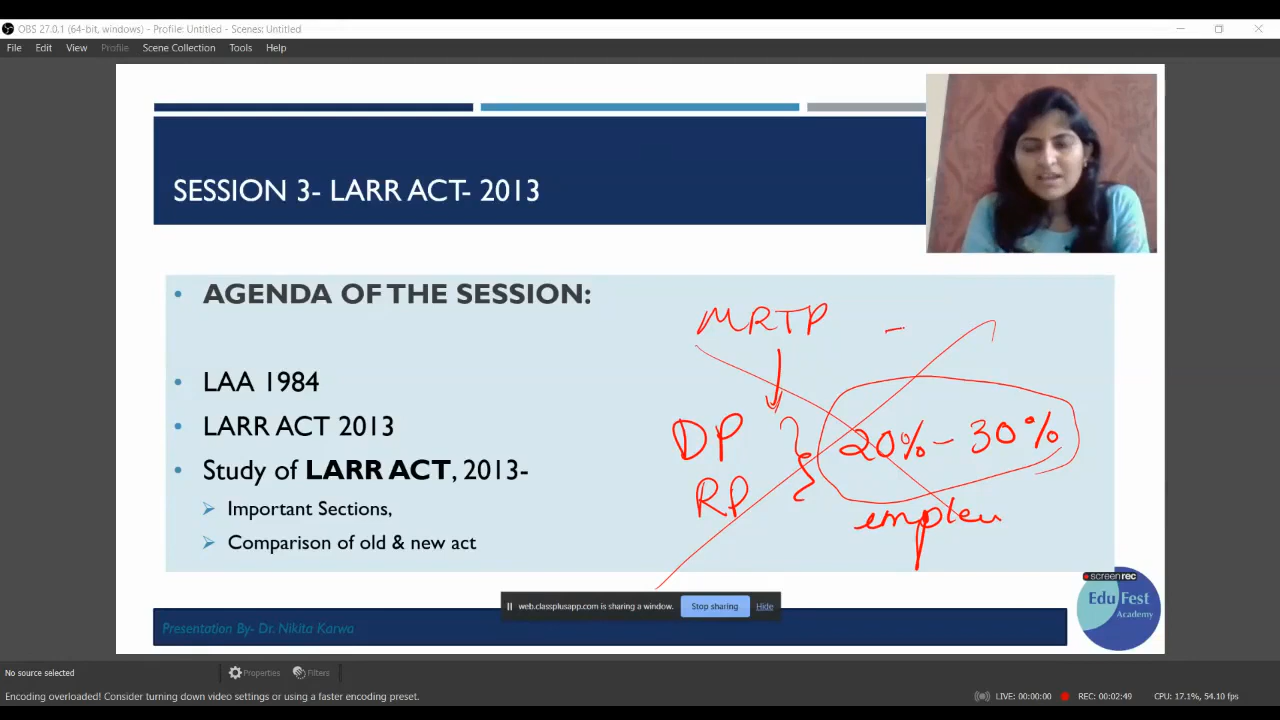 OBS 27.0.1 (64-bit, windows) - Profile: Untitled - Scenes: Untitled
File Edit View Profile Scene Collection Tools Help
SESSION 3- LARR ACT- 2013
AGENDA OF THE SESSION:
MRTP -
LAA 1984
LARR ACT 2013
DP
20% - 30%
Study of LARR ACT, 2013-
RP
Important Sections,
Comparison of old & new act
screenrec
EduFest
Academy
web.classplusapp.com is sharing a window. Stop sharing Hide
Presentation By- Dr. Nikita Karwa
No source selected Properties Filters
Encoding overloaded! Consider turning down video settings or using a faster encoding preset. LIVE: 00:00:00 REC: 00:02:49 CPU: 17.1%, 54.10 fps